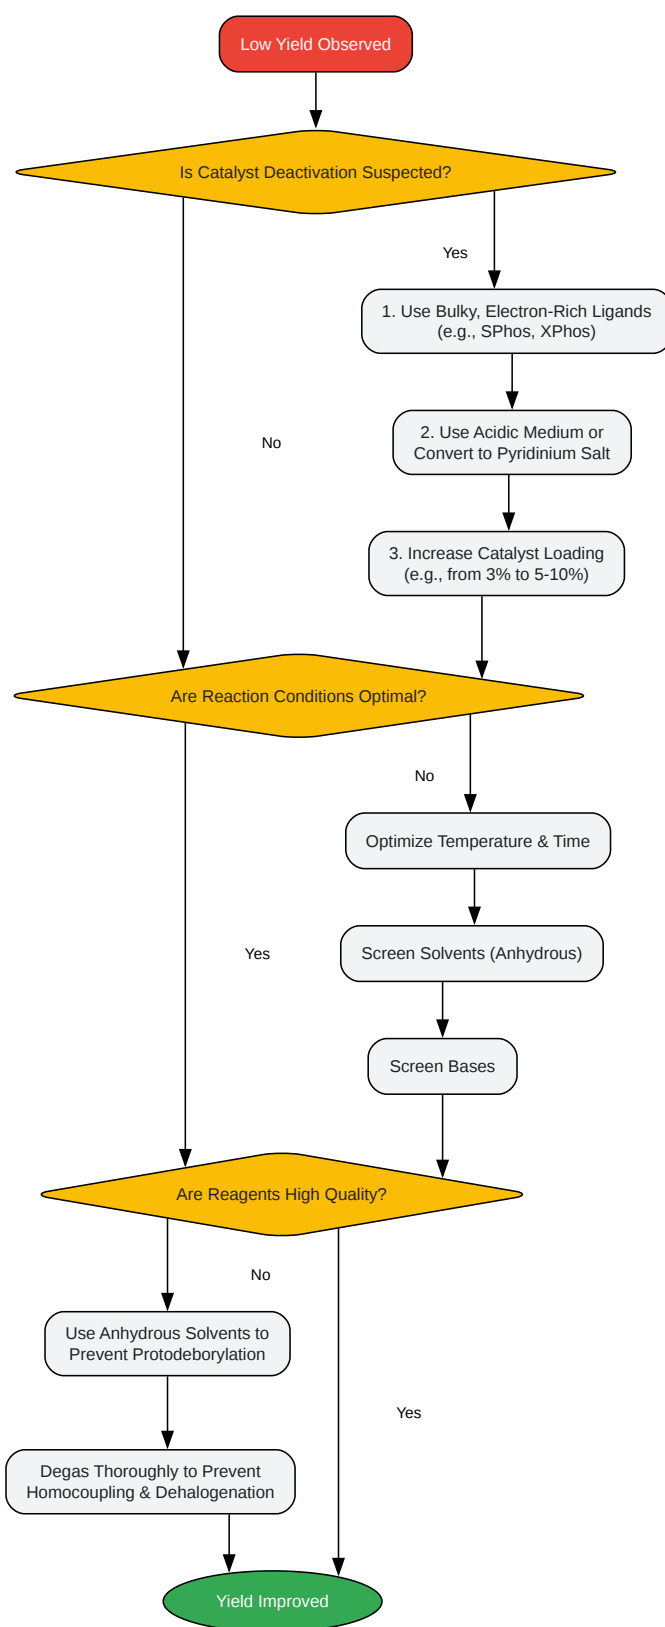 Low Yield Observed
Is Catalyst Deactivation Suspected?
Yes
1. Use Bulky, Electron-Rich Ligands
(e.g., SPhos, XPhos)
No
2. Use Acidic Medium or
Convert to Pyridinium Salt
3. Increase Catalyst Loading
(e.g., from 3% to 5-10%)
Are Reaction Conditions Optimal?
No
Optimize Temperature & Time
Yes
Screen Solvents (Anhydrous)
Screen Bases
Are Reagents High Quality?
No
Use Anhydrous Solvents to
Prevent Protodeborylation
Yes
Degas Thoroughly to Prevent
Homocoupling & Dehalogenation
Yield Improved